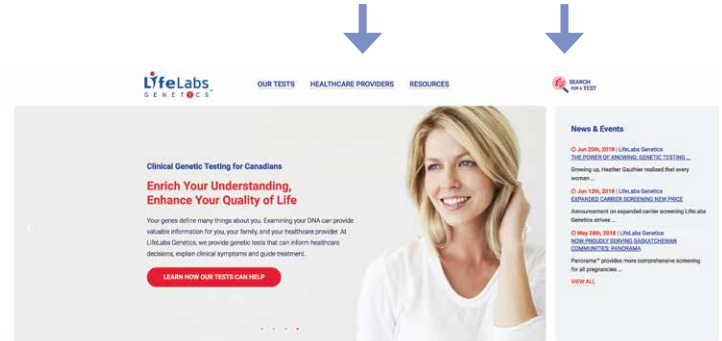 LifeLabs
GENETICS
OUR TESTS HEALTHCARE PROVIDERS RESOURCES
SEARCH
FOR A TEST
Clinical Genetic Testing for Canadians
Enrich Your Understanding,
Enhance Your Quality of Life
Your genes define many things about you. Examining your DNA can provide
valuable information for you, your family, and your healthcare provider. At
LifeLabs Genetics, we provide genetic tests that can inform healthcare
decisions, explain clinical symptoms and guide treatment.
LEARN HOW OUR TESTS CAN HELP
News & Events
Jun 25th, 2018 | LifeLabs Genetics
THE POWER OF KNOWING: GENETIC TESTING ...
Growing up, Heather Gauthier realized that every
woman ...
Jun 12th, 2018 | LifeLabs Genetics
EXPANDED CARRIER SCREENING NEW PRICE
Announcement on expanded carrier screening LifeLabs
Genetics strives ...
May 28th, 2018 | LifeLabs Genetics
NOW PROUDLY SERVING SASKATCHEWAN
COMMUNITIES: PANORAMA
Panorama™ provides more comprehensive screening
for all pregnancies ...
VIEW ALL